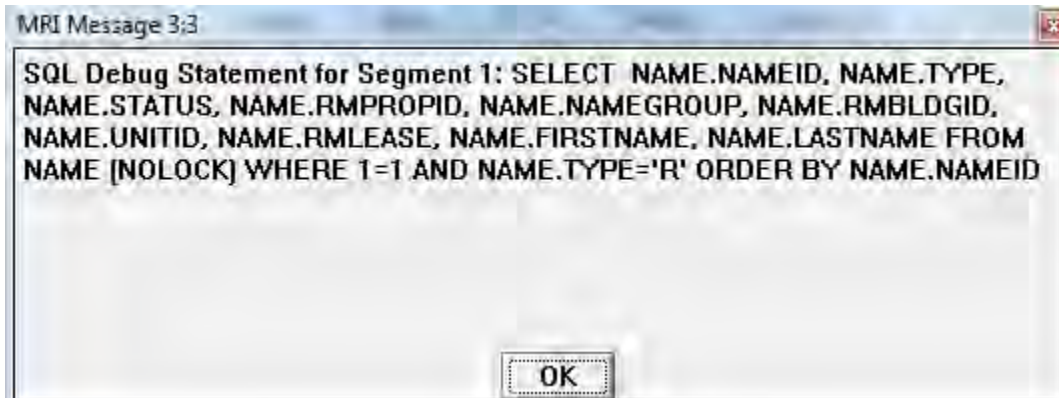 MRI Message 3:3
SQL Debug Statement for Segment 1: SELECT  NAME.NAMEID, NAME.TYPE,
NAME.STATUS, NAME.RMPROPID, NAME.NAMEGROUP, NAME.RMBLDGID,
NAME.UNITID, NAME.RMLEASE, NAME.FIRSTNAME, NAME.LASTNAME FROM
NAME (NOLOCK) WHERE 1=1 AND NAME.TYPE='R' ORDER BY NAME.NAMEID
OK